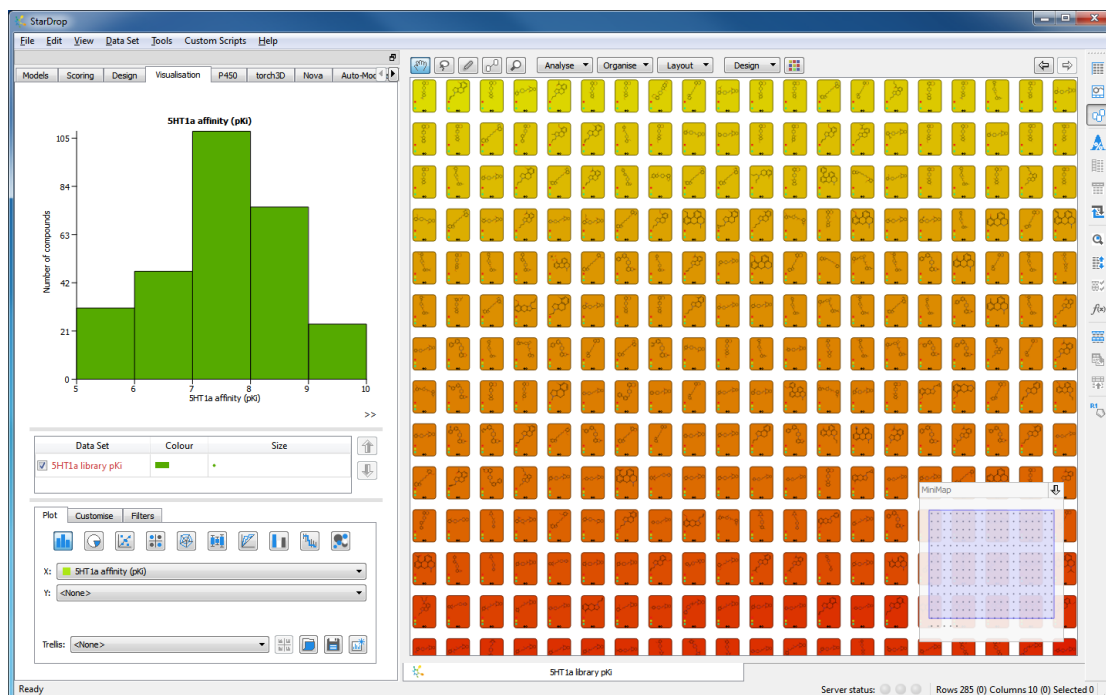 StarDrop
File Edit View Data Set Tools Custom Scripts Help
Models Scoring Design Visualisation P450 torch3D Nova
Analyse Organise Layout Design
5HT1a affinity (pKi)
Number of compounds
105
84
63
42
21
0
5 6 7 8 9 10
5HT1a affinity (pKi)
>>
Data Set Colour Size
5HT1a library pKi
Plot Customise Filters
X: 5HT1a affinity (pKi)
Y: <None>
Trellis: <None>
MiniMap
f(x)
R1
5HT1a library pKi
Ready
Server status: Rows 285 (0) Columns 10 (0) Selected 0